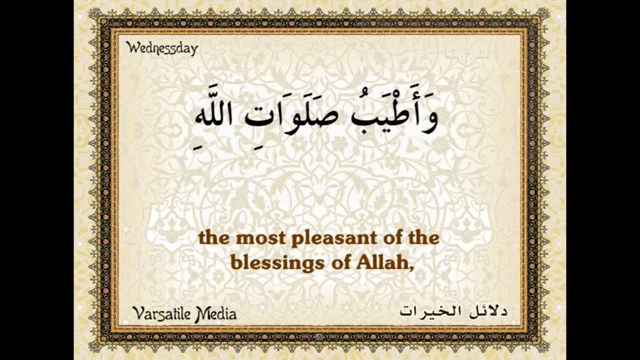 Wednessday
وَأَطْيَبُ صَلَوَاتِ اللَّهِ
the most pleasant of the
blessings of Allah,
Varsatile Media
دلائل الخيرات